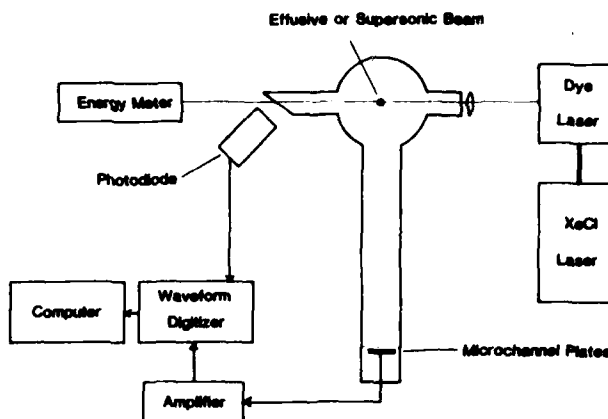 Effusive or Supersonic Beam
Energy Meter
Dye
Laser
Photodiode
XeCl
Laser
Computer
Waveform
Digitizer
Microchannel Plates
Amplifier